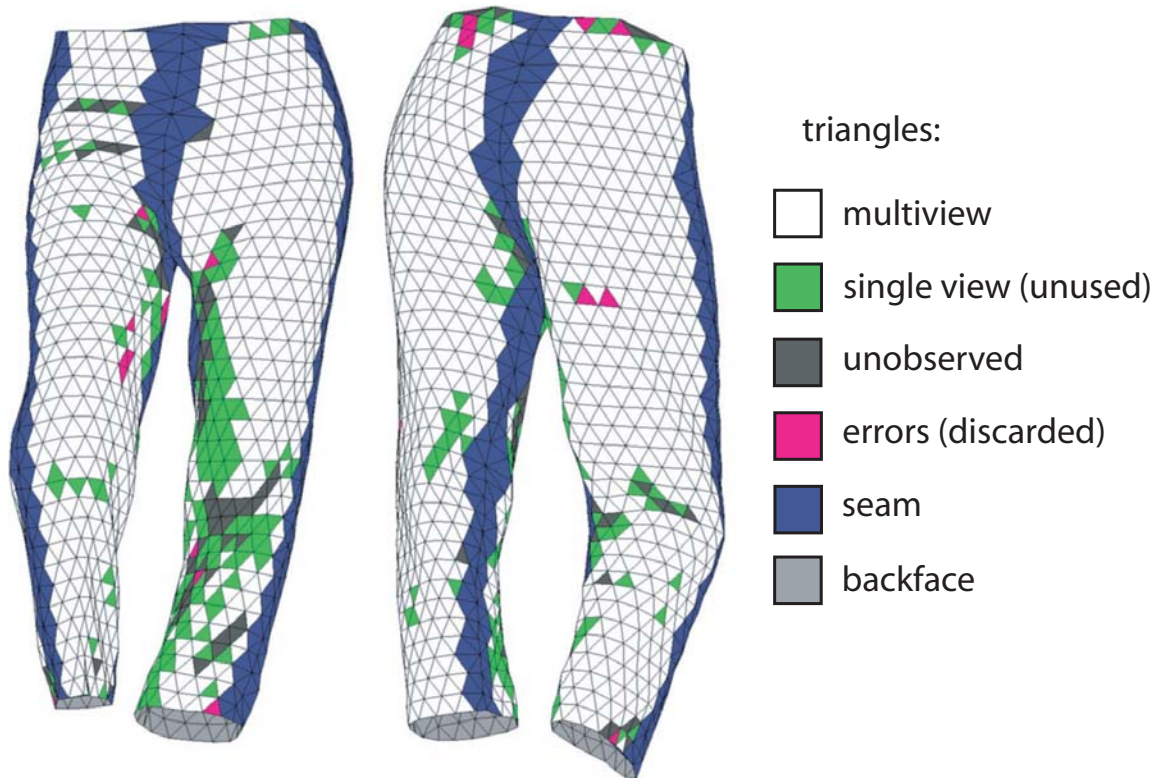 triangles:
multiview
single view (unused)
unobserved
errors (discarded)
seam
backface